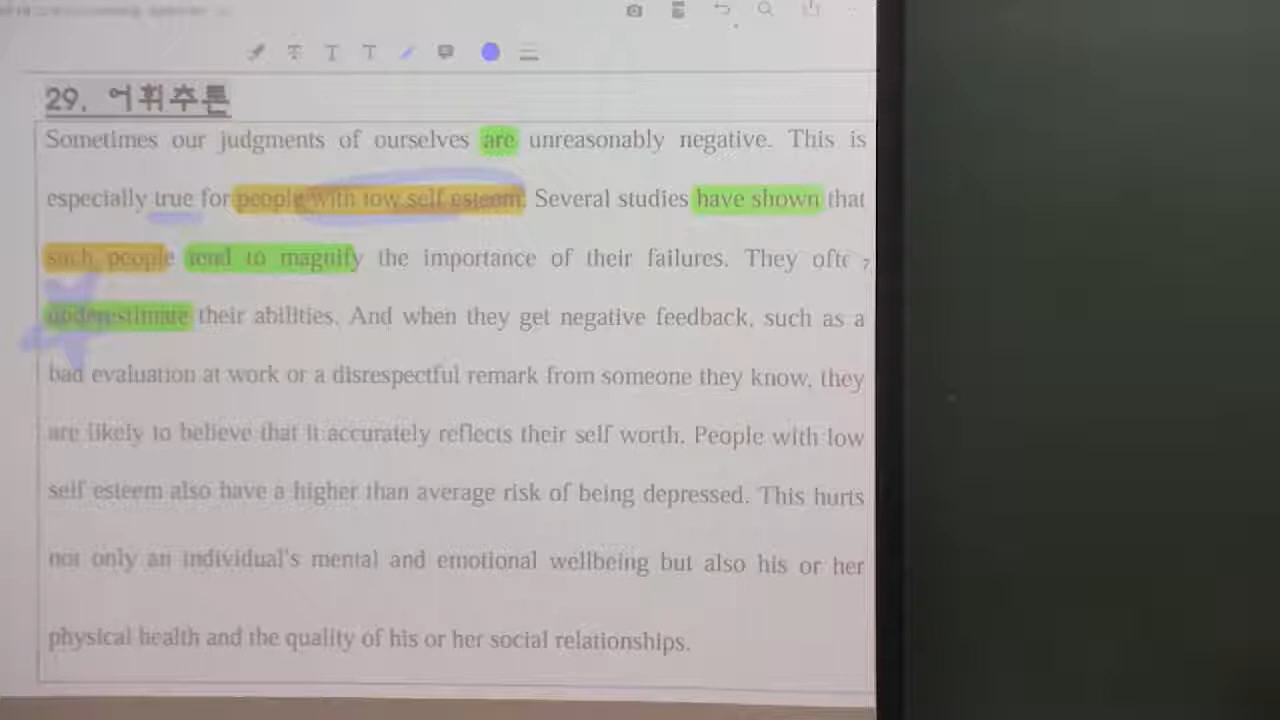 29. 어휘추론
Sometimes our judgments of ourselves are unreasonably negative. This is
especially true for people with low self esteem. Several studies have shown that
such people tend to magnify the importance of their failures. They
underestimate their abilities. And when they get negative feedback, such as a
bad evaluation at work or a disrespectful remark from someone they know, they
are likely to believe that it accurately reflects their self worth. People with low
self esteem also have a higher than average risk of being depressed. This hurts
not only an individual's mental and emotional wellbeing but also his or her
physical health and the quality of his or her social relationships.